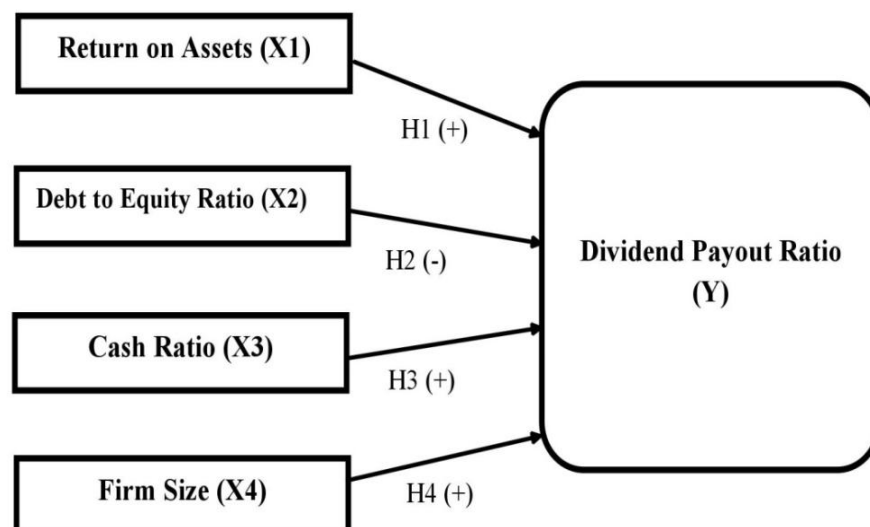 Return on Assets (X1)
H1 (+)
Debt to Equity Ratio (X2)
H2 (-)
Dividend Payout Ratio
(Y)
Cash Ratio (X3)
H3 (+)
Firm Size (X4)
H4 (+)